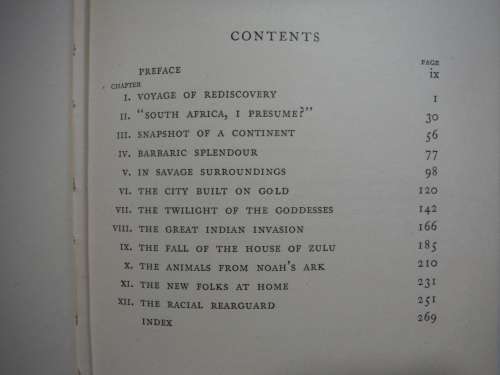 CONTENTS
PAGE
PREFACE ix
CHAPTER
I. VOYAGE OF REDISCOVERY 1
II. "SOUTH AFRICA, I PRESUME?" 30
III. SNAPSHOT OF A CONTINENT 56
IV. BARBARIC SPLENDOUR 77
V. IN SAVAGE SURROUNDINGS 98
VI. THE CITY BUILT ON GOLD 120
VII. THE TWILIGHT OF THE GODDESSES 142
VIII. THE GREAT INDIAN INVASION 166
IX. THE FALL OF THE HOUSE OF ZULU 185
X. THE ANIMALS FROM NOAH'S ARK 210
XI. THE NEW FOLKS AT HOME 231
XII. THE RACIAL REARGUARD 251
INDEX 269